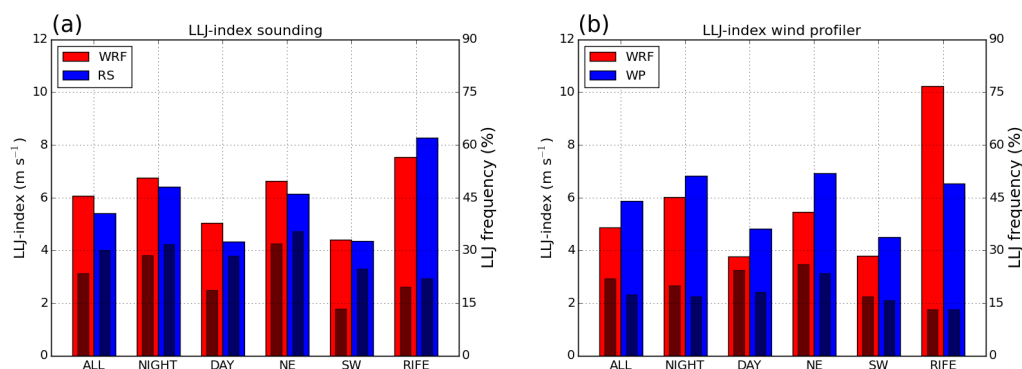 (a)
LLJ-index sounding
12
10
8
6
4
2
0
LLJ-index (m s⁻¹)
WRF
RS
90
75
60
45
30
15
0
LLJ frequency (%)
ALL NIGHT DAY NE SW RIFE
(b)
LLJ-index wind profiler
12
10
8
6
4
2
0
LLJ-index (m s⁻¹)
WRF
WP
90
75
60
45
30
15
0
LLJ frequency (%)
ALL NIGHT DAY NE SW RIFE